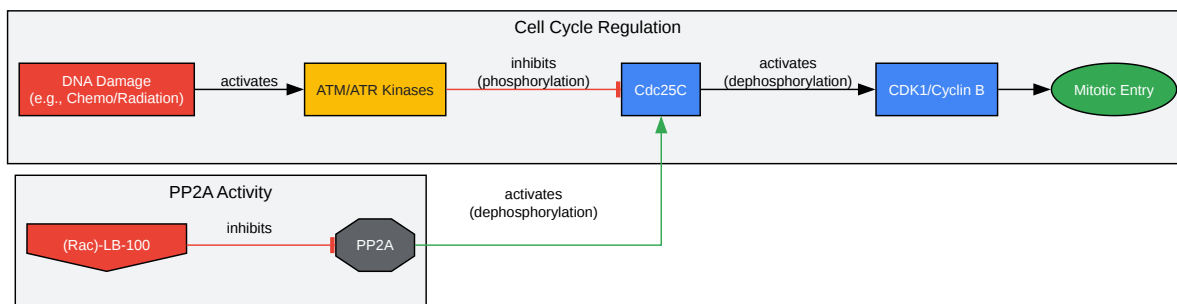 Cell Cycle Regulation
DNA Damage
(e.g., Chemo/Radiation)
activates
ATM/ATR Kinases
inhibits
(phosphorylation)
Cdc25C
activates
(dephosphorylation)
CDK1/Cyclin B
Mitotic Entry
PP2A Activity
(Rac)-LB-100
inhibits
PP2A
activates
(dephosphorylation)